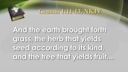 And the earth brought forth
grass, the herb that yields
seed according to its kind,
and the tree that yields fruit...